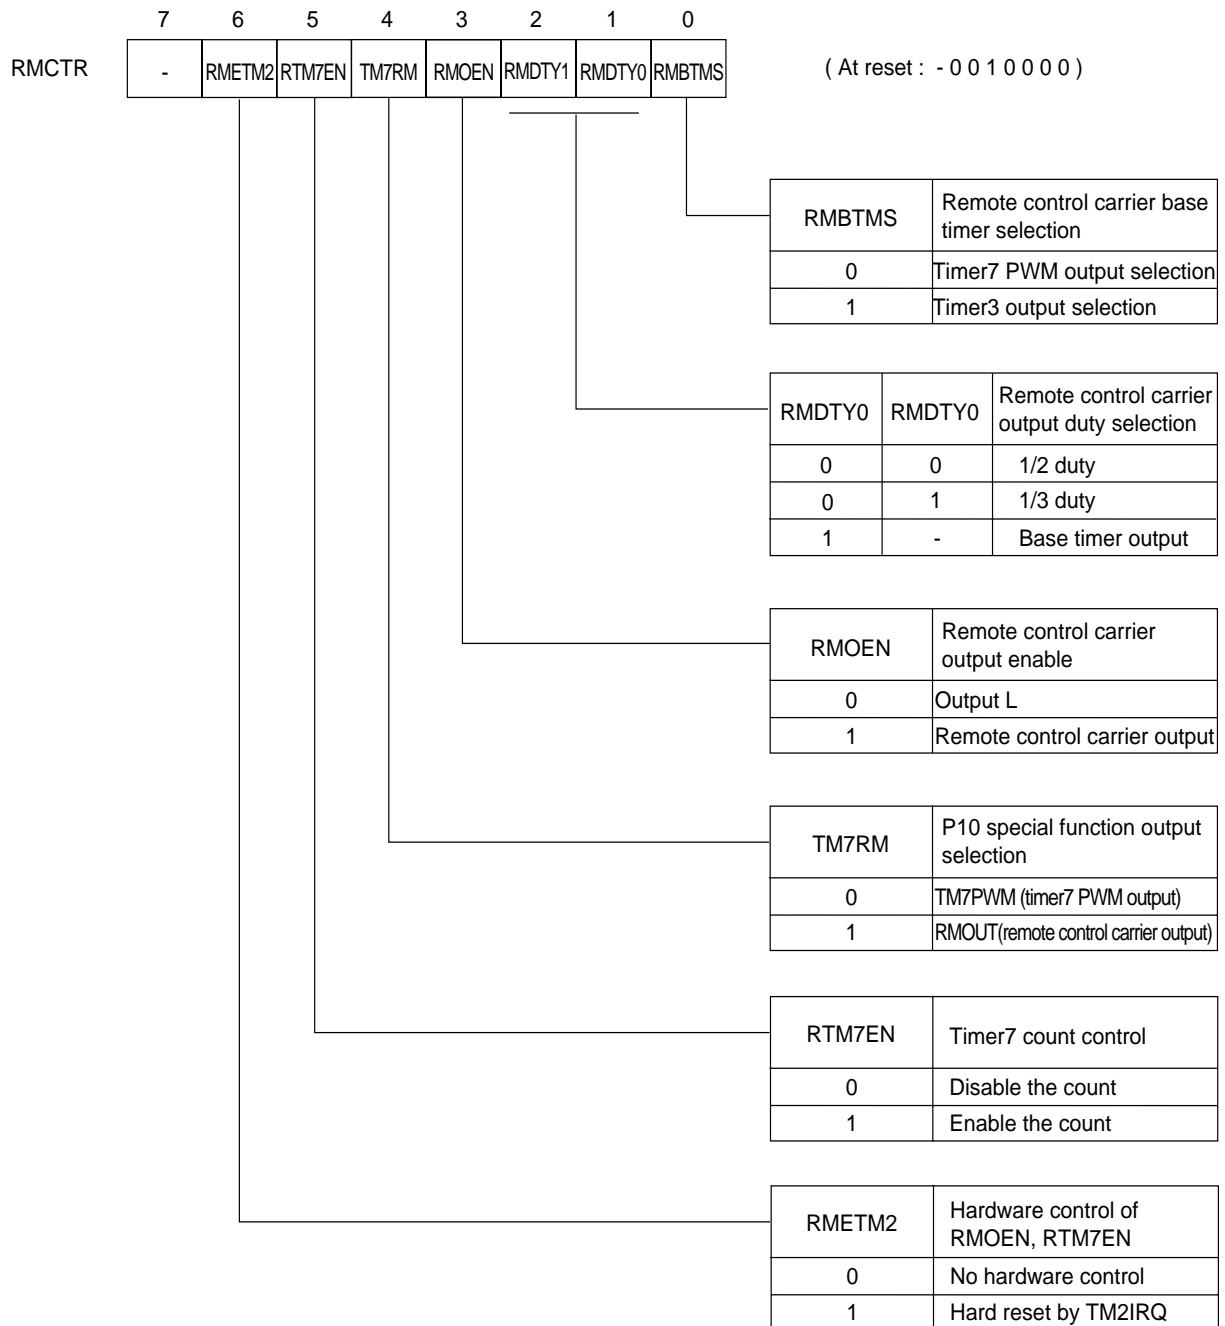 7 6 5 4 3 2 1 0
RMCTR - RMETM2 RTM7EN TM7RM RMOEN RMDTY1 RMDTY0 RMBTMS ( At reset : - 0 0 1 0 0 0 0 )
RMBTMS Remote control carrier base
timer selection
0 Timer7 PWM output selection
1 Timer3 output selection
RMDTY0 RMDTY0 Remote control carrier
output duty selection
0 0 1/2 duty
0 1 1/3 duty
1 - Base timer output
RMOEN Remote control carrier
output enable
0 Output L
1 Remote control carrier output
TM7RM P10 special function output
selection
0 TM7PWM (timer7 PWM output)
1 RMOUT(remote control carrier output)
RTM7EN Timer7 count control
0 Disable the count
1 Enable the count
RMETM2 Hardware control of
RMOEN, RTM7EN
0 No hardware control
1 Hard reset by TM2IRQ